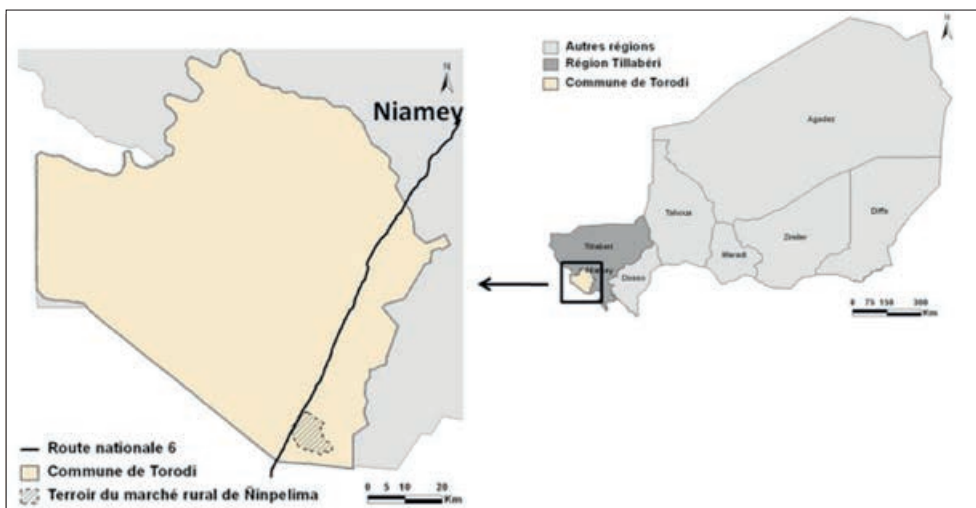 N
Niamey
Route nationale 6
Commune de Torodi
Terroir du marché rural de Ñinpelima
0 5 10 20
Km
N
Autres régions
Région Tillabéri
Commune de Torodi
Agadez
Tahoua
Diffa
Zinder
Maradi
Tillabéri
Niamey
Dosso
0 75 150 300
Km